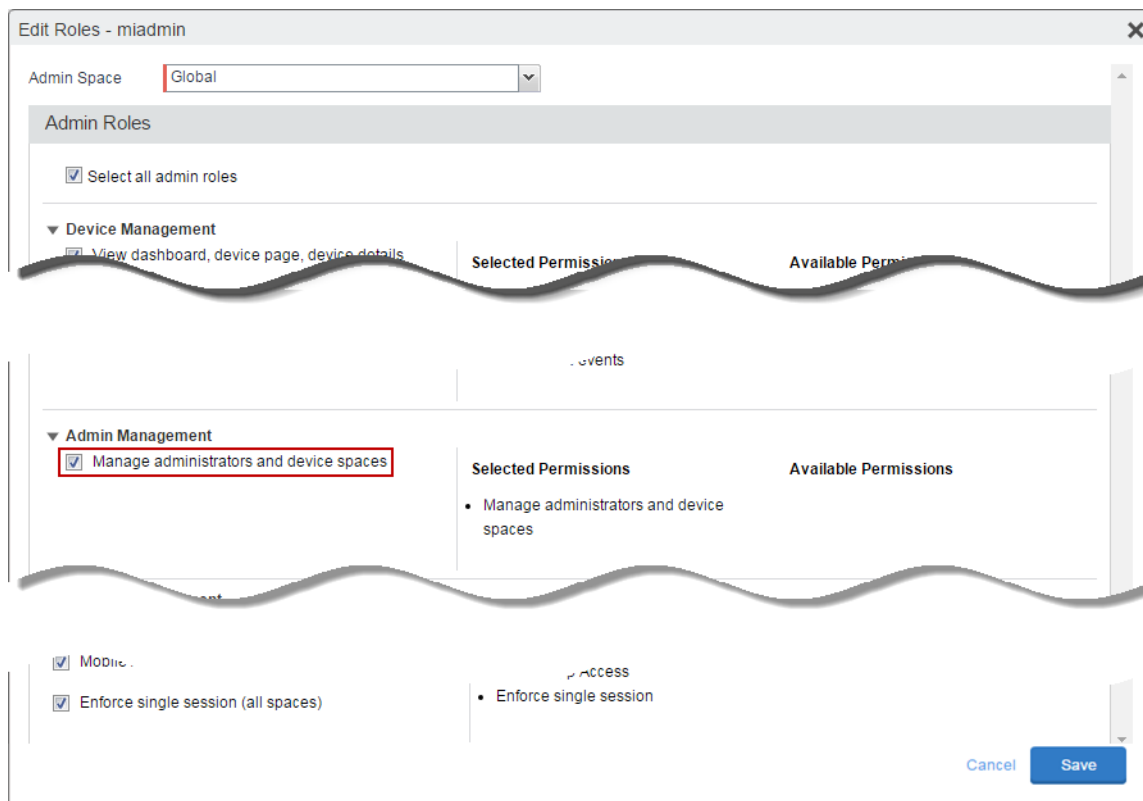 Edit Roles - miadmin
Admin Space Global
Admin Roles
Select all admin roles
Device Management
View dashboard, device page, device details
Selected Available
events
Admin Management
Manage administrators and device spaces
Selected Permissions Available Permissions
Manage administrators and device
spaces
Access
Enforce single session (all spaces)
Enforce single session
Cancel Save